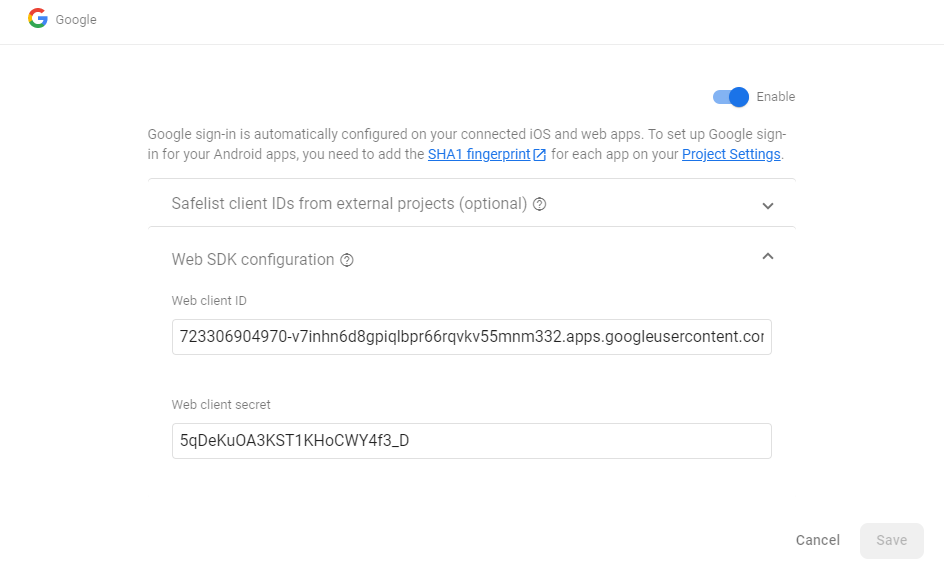 Google
Enable
Google sign-in is automatically configured on your connected iOS and web apps. To set up Google sign-
in for your Android apps, you need to add the SHA1 fingerprint for each app on your Project Settings.
Safelist client IDs from external projects (optional)
Web SDK configuration
Web client ID
723306904970-v7inhn6d8gpiqlbpr66rqvkv55mnm332.apps.googleusercontent.com
Web client secret
5qDeKuOA3KST1KHoCWY4f3_D
Cancel
Save